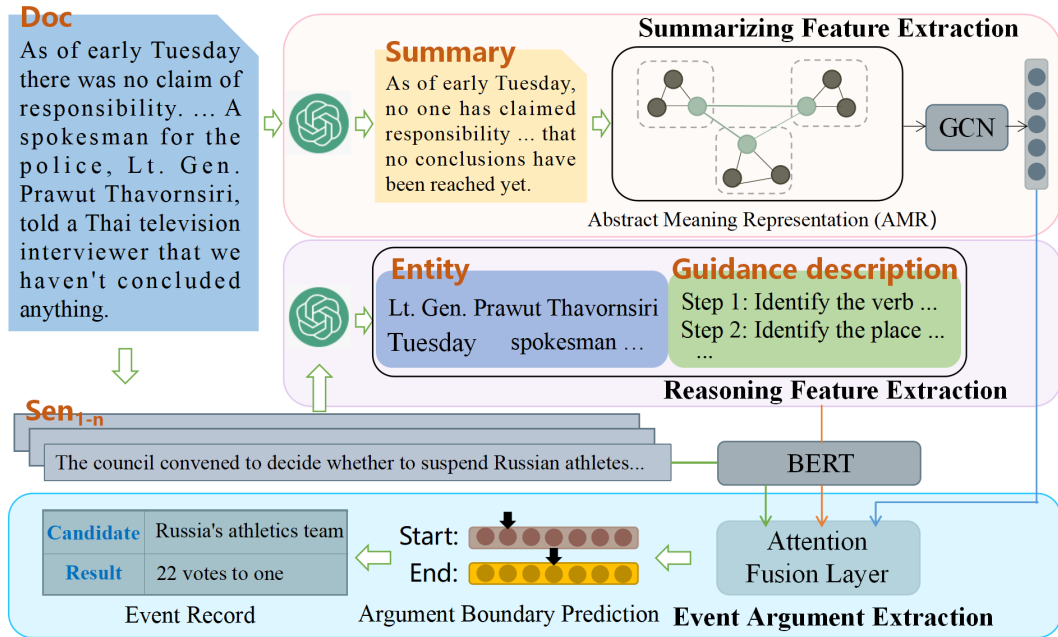 Doc
As of early Tuesday
there was no claim of
responsibility. ... A
spokesman for the
police, Lt. Gen.
Prawut Thavornsiri,
told a Thai television
interviewer that we
haven't concluded
anything.
Summarizing Feature Extraction
Summary
As of early Tuesday,
no one has claimed
responsibility ... that
no conclusions have
been reached yet.
Abstract Meaning Representation (AMR)
GCN
Entity
Lt. Gen. Prawut Thavornsiri
Tuesday spokesman ...
Guidance description
Step 1: Identify the verb ...
Step 2: Identify the place ...
...
Reasoning Feature Extraction
Sen1-n
The council convened to decide whether to suspend Russian athletes...
BERT
Candidate Russia's athletics team
Result 22 votes to one
Event Record
Start:
End:
Argument Boundary Prediction
Attention
Fusion Layer
Event Argument Extraction